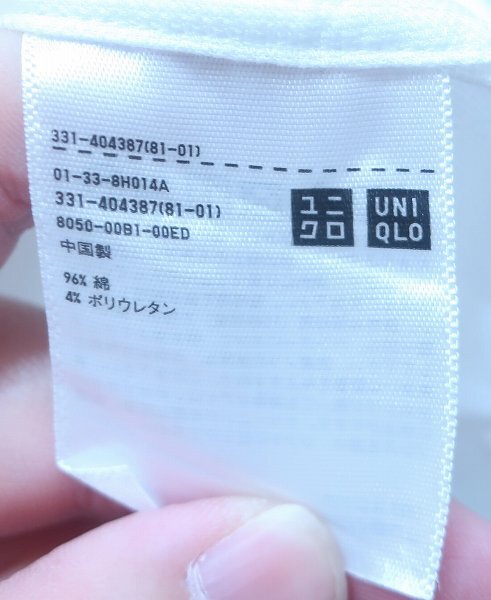 331-404387(81-01)
01-33-8H014A
331-404387(81-01)
8050-00B1-00ED
中国製
96% 綿
4% ポリウレタン
ユニ
クロ
UNI
QLO